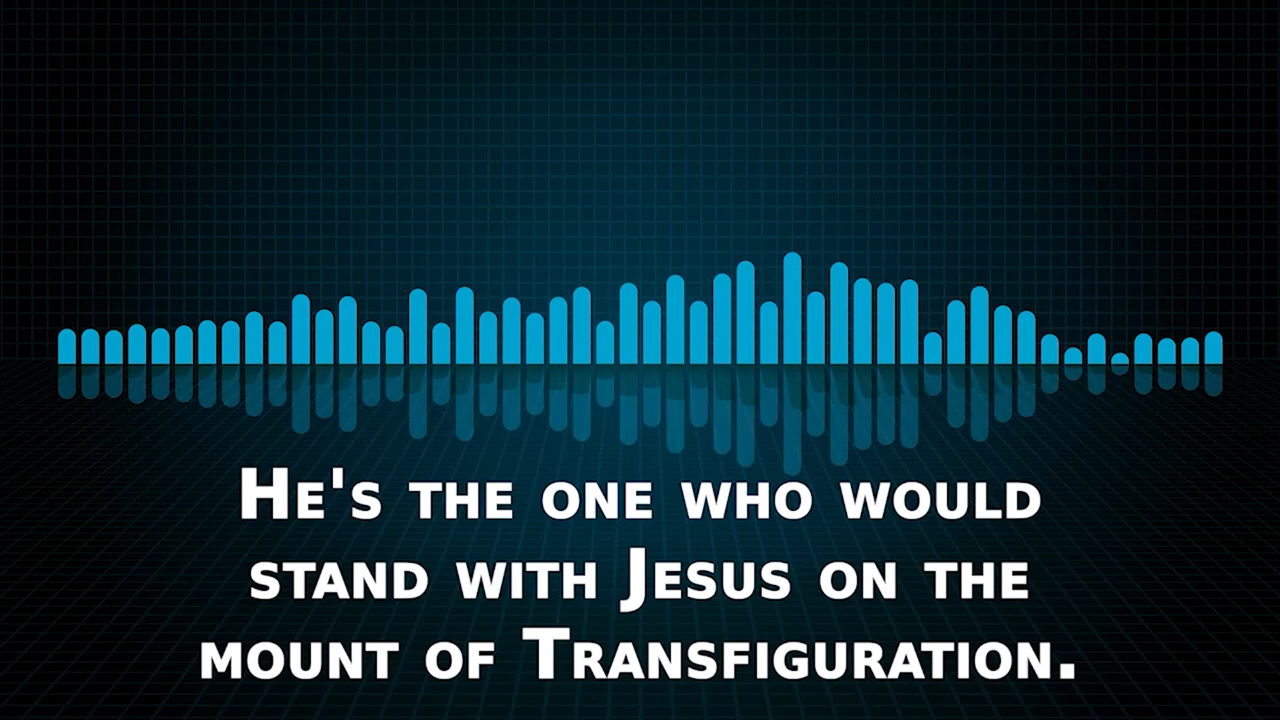 He's the one who would
stand with Jesus on the
mount of Transfiguration.